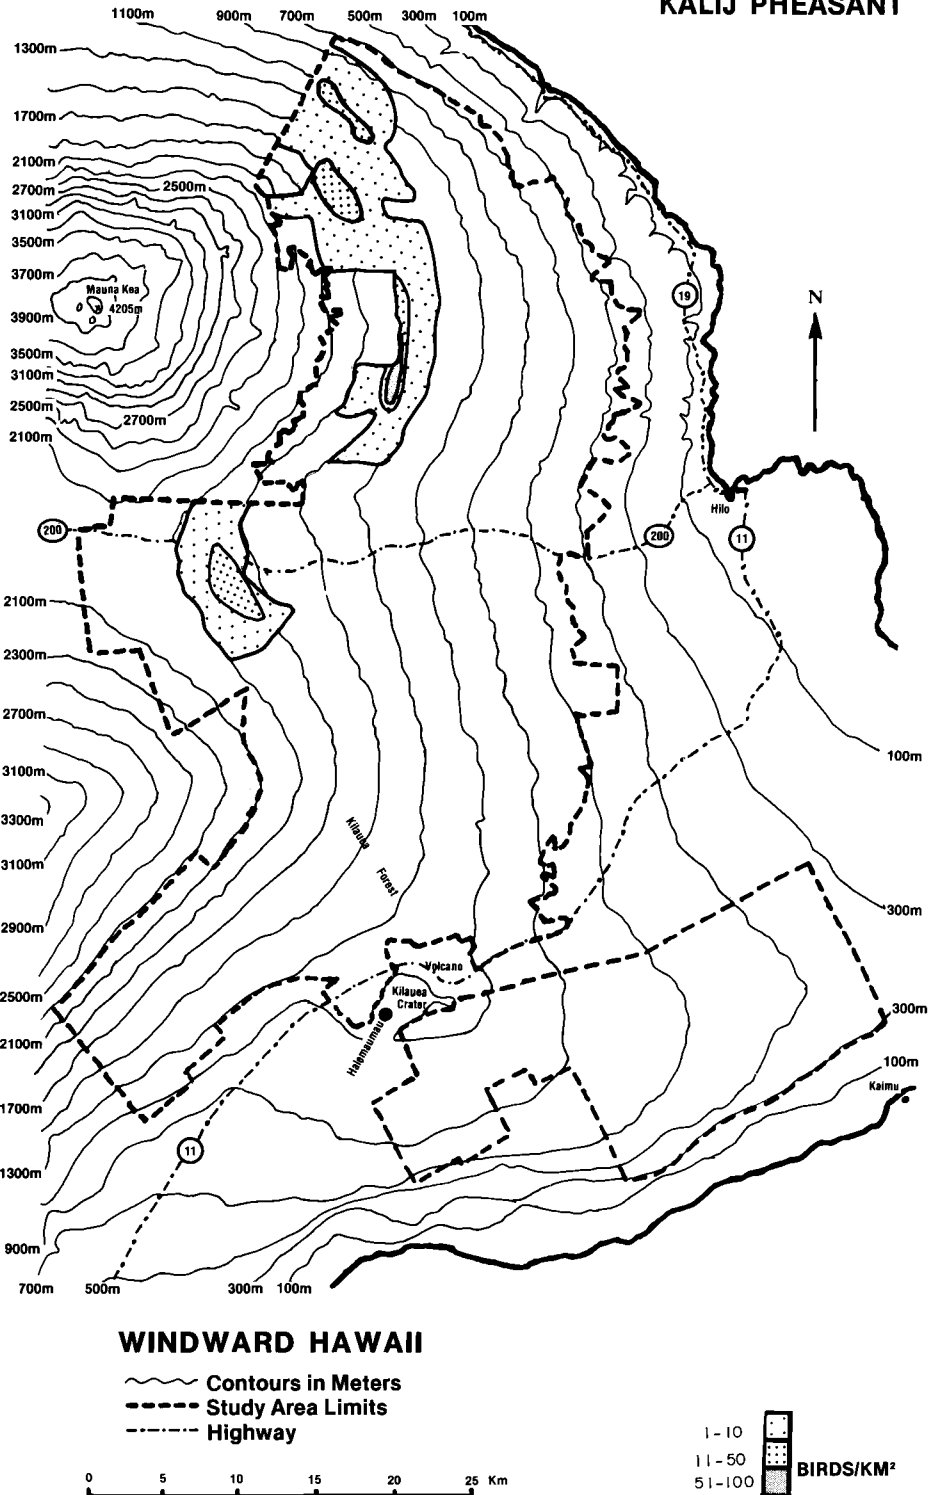 KALIJ PHEASANT
1100m 900m 700m 500m 300m 100m
1300m
1700m
2100m
2700m
2500m
3100m
3500m
3700m
Mauna Kea
4205m
3900m
3500m
3100m
2500m
2700m
2100m
19
N
Hilo
200
200
11
2100m
2300m
2700m
3100m
3300m
3100m
2900m
2500m
2100m
1700m
1300m
900m
700m
500m
300m
100m
100m
300m
300m
100m
Kilauea
Forest
Volcano
Kilauea
Crater
Halemaumau
Kaimu
11
WINDWARD HAWAII
Contours in Meters
Study Area Limits
Highway
0 5 10 15 20 25 Km
1-10
11-50
51-100
BIRDS/KM²